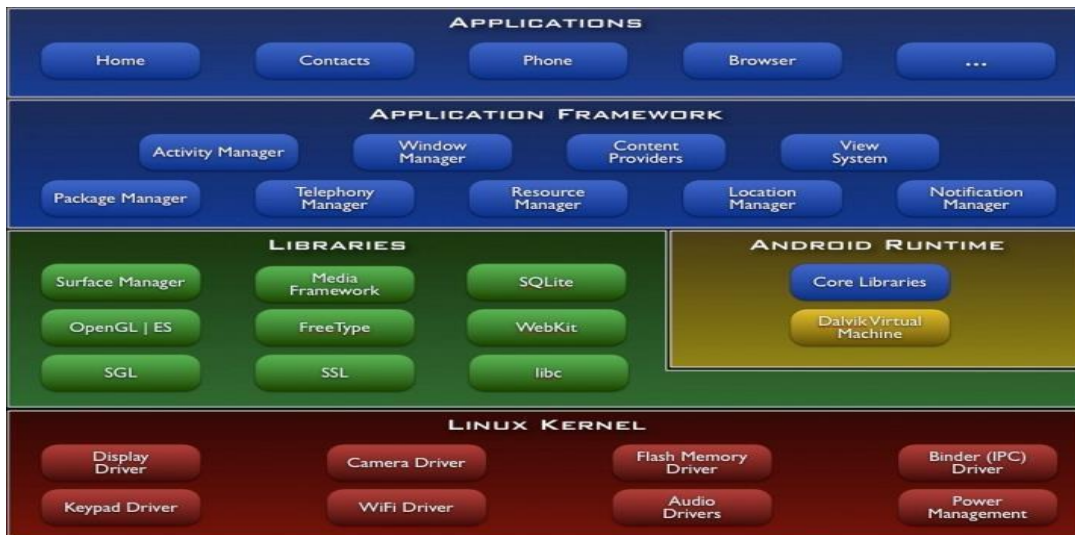 APPLICATIONS
Home
Contacts
Phone
Browser
...
APPLICATION FRAMEWORK
Activity Manager
Window
Manager
Content
Providers
View
System
Package Manager
Telephony
Manager
Resource
Manager
Location
Manager
Notification
Manager
LIBRARIES
Surface Manager
Media
Framework
SQLite
OpenGL | ES
FreeType
WebKit
SGL
SSL
libc
ANDROID RUNTIME
Core Libraries
Dalvik Virtual
Machine
LINUX KERNEL
Display
Driver
Camera Driver
Flash Memory
Driver
Binder (IPC)
Driver
Keypad Driver
WiFi Driver
Audio
Drivers
Power
Management